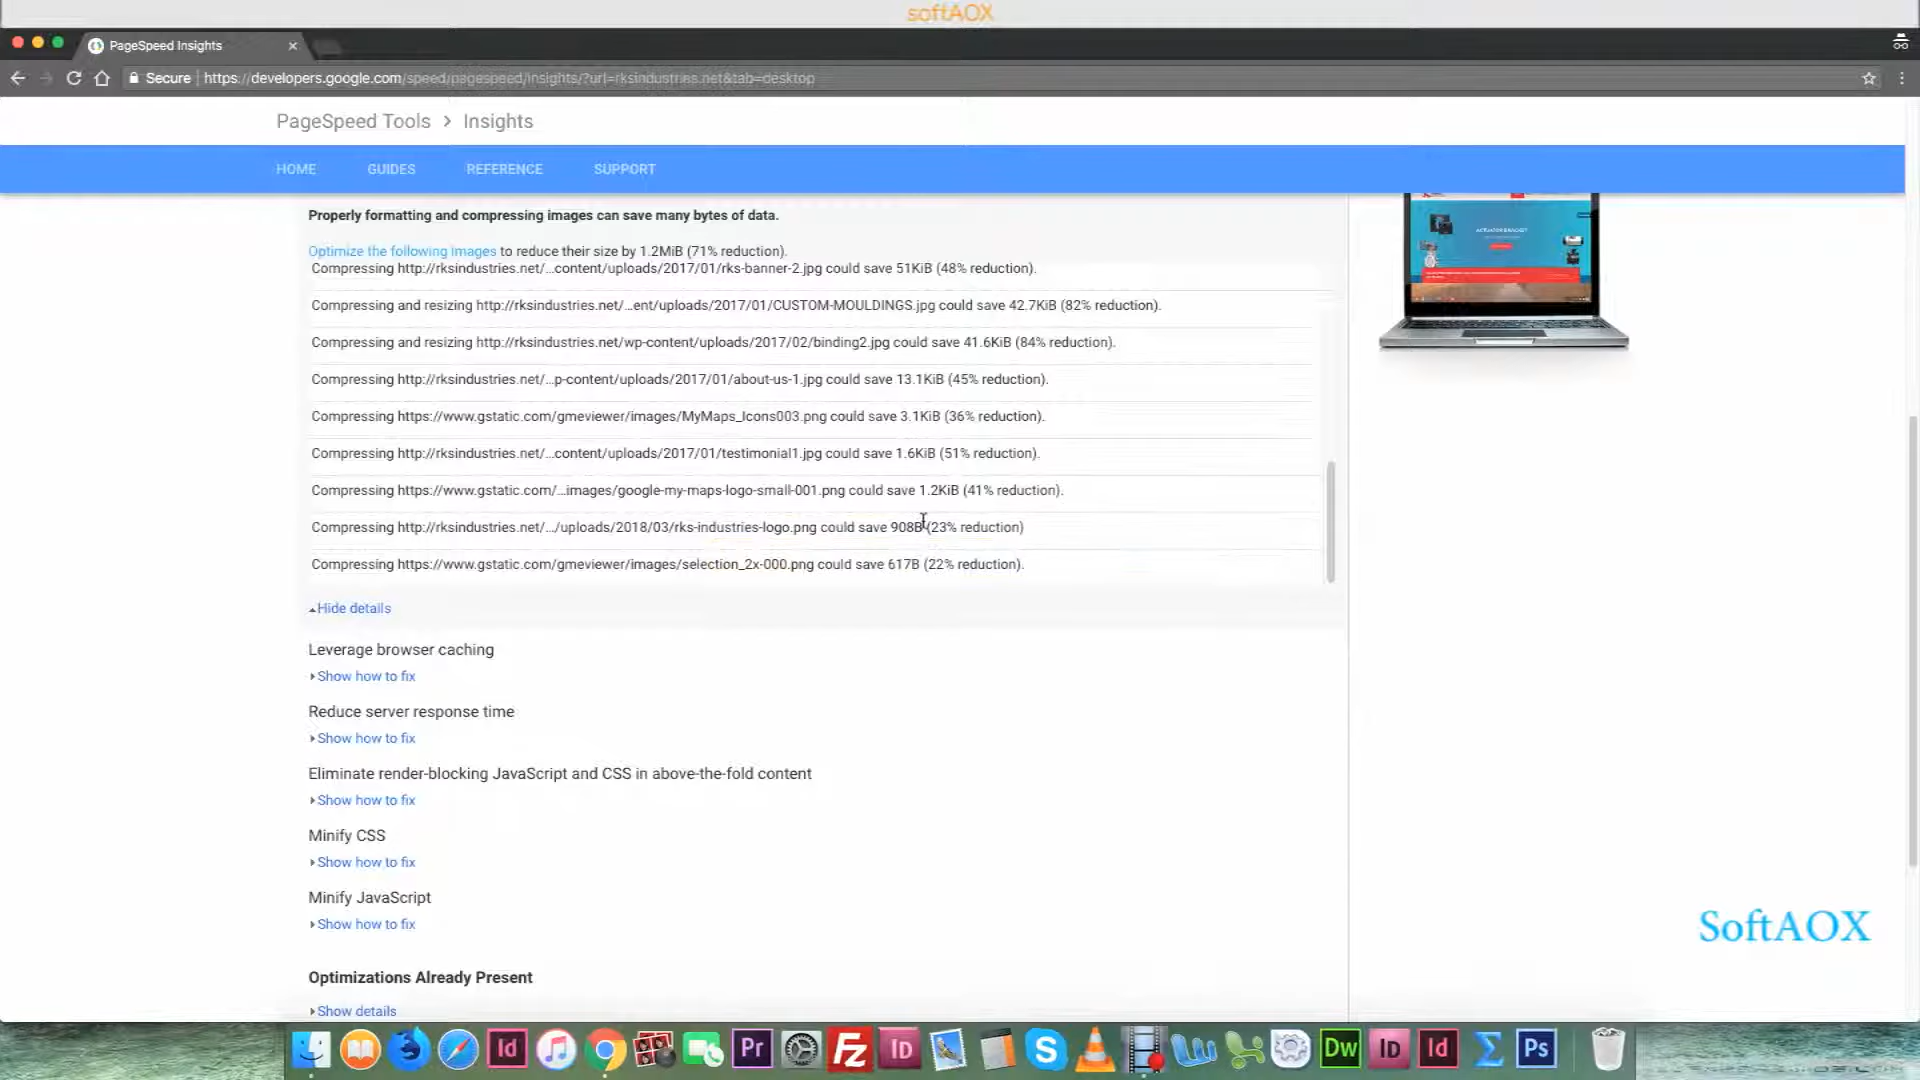 softAOX
PageSpeed Insights
Secure https://developers.google.com/speed/pagespeed/insights/?url=rksindustries.net&tab=desktop
PageSpeed Tools > Insights
HOME GUIDES REFERENCE SUPPORT
Properly formatting and compressing images can save many bytes of data.
Optimize the following images to reduce their size by 1.2MiB (71% reduction).
Compressing http://rksindustries.net/…content/uploads/2017/01/rks-banner-2.jpg could save 51KiB (48% reduction).
Compressing and resizing http://rksindustries.net/…ent/uploads/2017/01/CUSTOM-MOULDINGS.jpg could save 42.7KiB (82% reduction).
Compressing and resizing http://rksindustries.net/wp-content/uploads/2017/02/binding2.jpg could save 41.6KiB (84% reduction).
Compressing http://rksindustries.net/…p-content/uploads/2017/01/about-us-1.jpg could save 13.1KiB (45% reduction).
Compressing https://www.gstatic.com/gmeviewer/images/MyMaps_Icons003.png could save 3.1KiB (36% reduction).
Compressing http://rksindustries.net/…content/uploads/2017/01/testimonial1.jpg could save 1.6KiB (51% reduction).
Compressing https://www.gstatic.com/…images/google-my-maps-logo-small-001.png could save 1.2KiB (41% reduction).
Compressing http://rksindustries.net/…/uploads/2018/03/rks-industries-logo.png could save 908B (23% reduction)
Compressing https://www.gstatic.com/gmeviewer/images/selection_2x-000.png could save 617B (22% reduction).
Hide details
Leverage browser caching
Show how to fix
Reduce server response time
Show how to fix
Eliminate render-blocking JavaScript and CSS in above-the-fold content
Show how to fix
Minify CSS
Show how to fix
Minify JavaScript
Show how to fix
SoftAOX
Optimizations Already Present
Show details
Id Pr Fz ID S Dw ID Id Ps